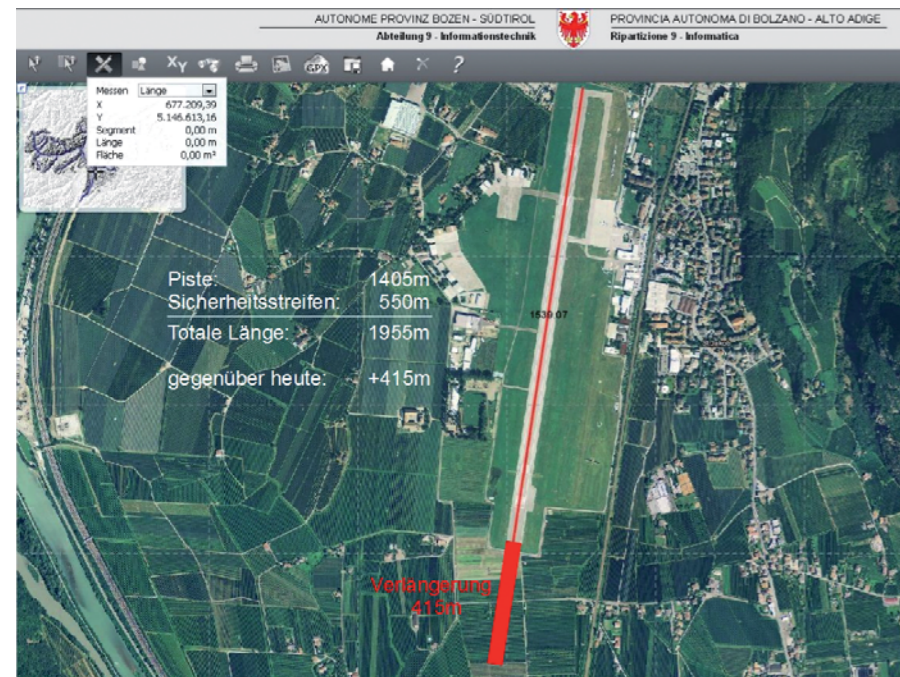 AUTONOME PROVINZ BOZEN - SÜDTIROL
Abteilung 9 - Informationstechnik
PROVINCIA AUTONOMA DI BOLZANO - ALTO ADIGE
Ripartizione 9 - Informatica
XY
GPX
?
Messen Länge
X 677.209,39
Y 5.146.613,16
Segment 0,00 m
Länge 0,00 m
Fläche 0,00 m²
Piste: 1405m
Sicherheitsstreifen: 550m
Totale Länge: 1955m
gegenüber heute: +415m
1539.07
Verlängerung
415m